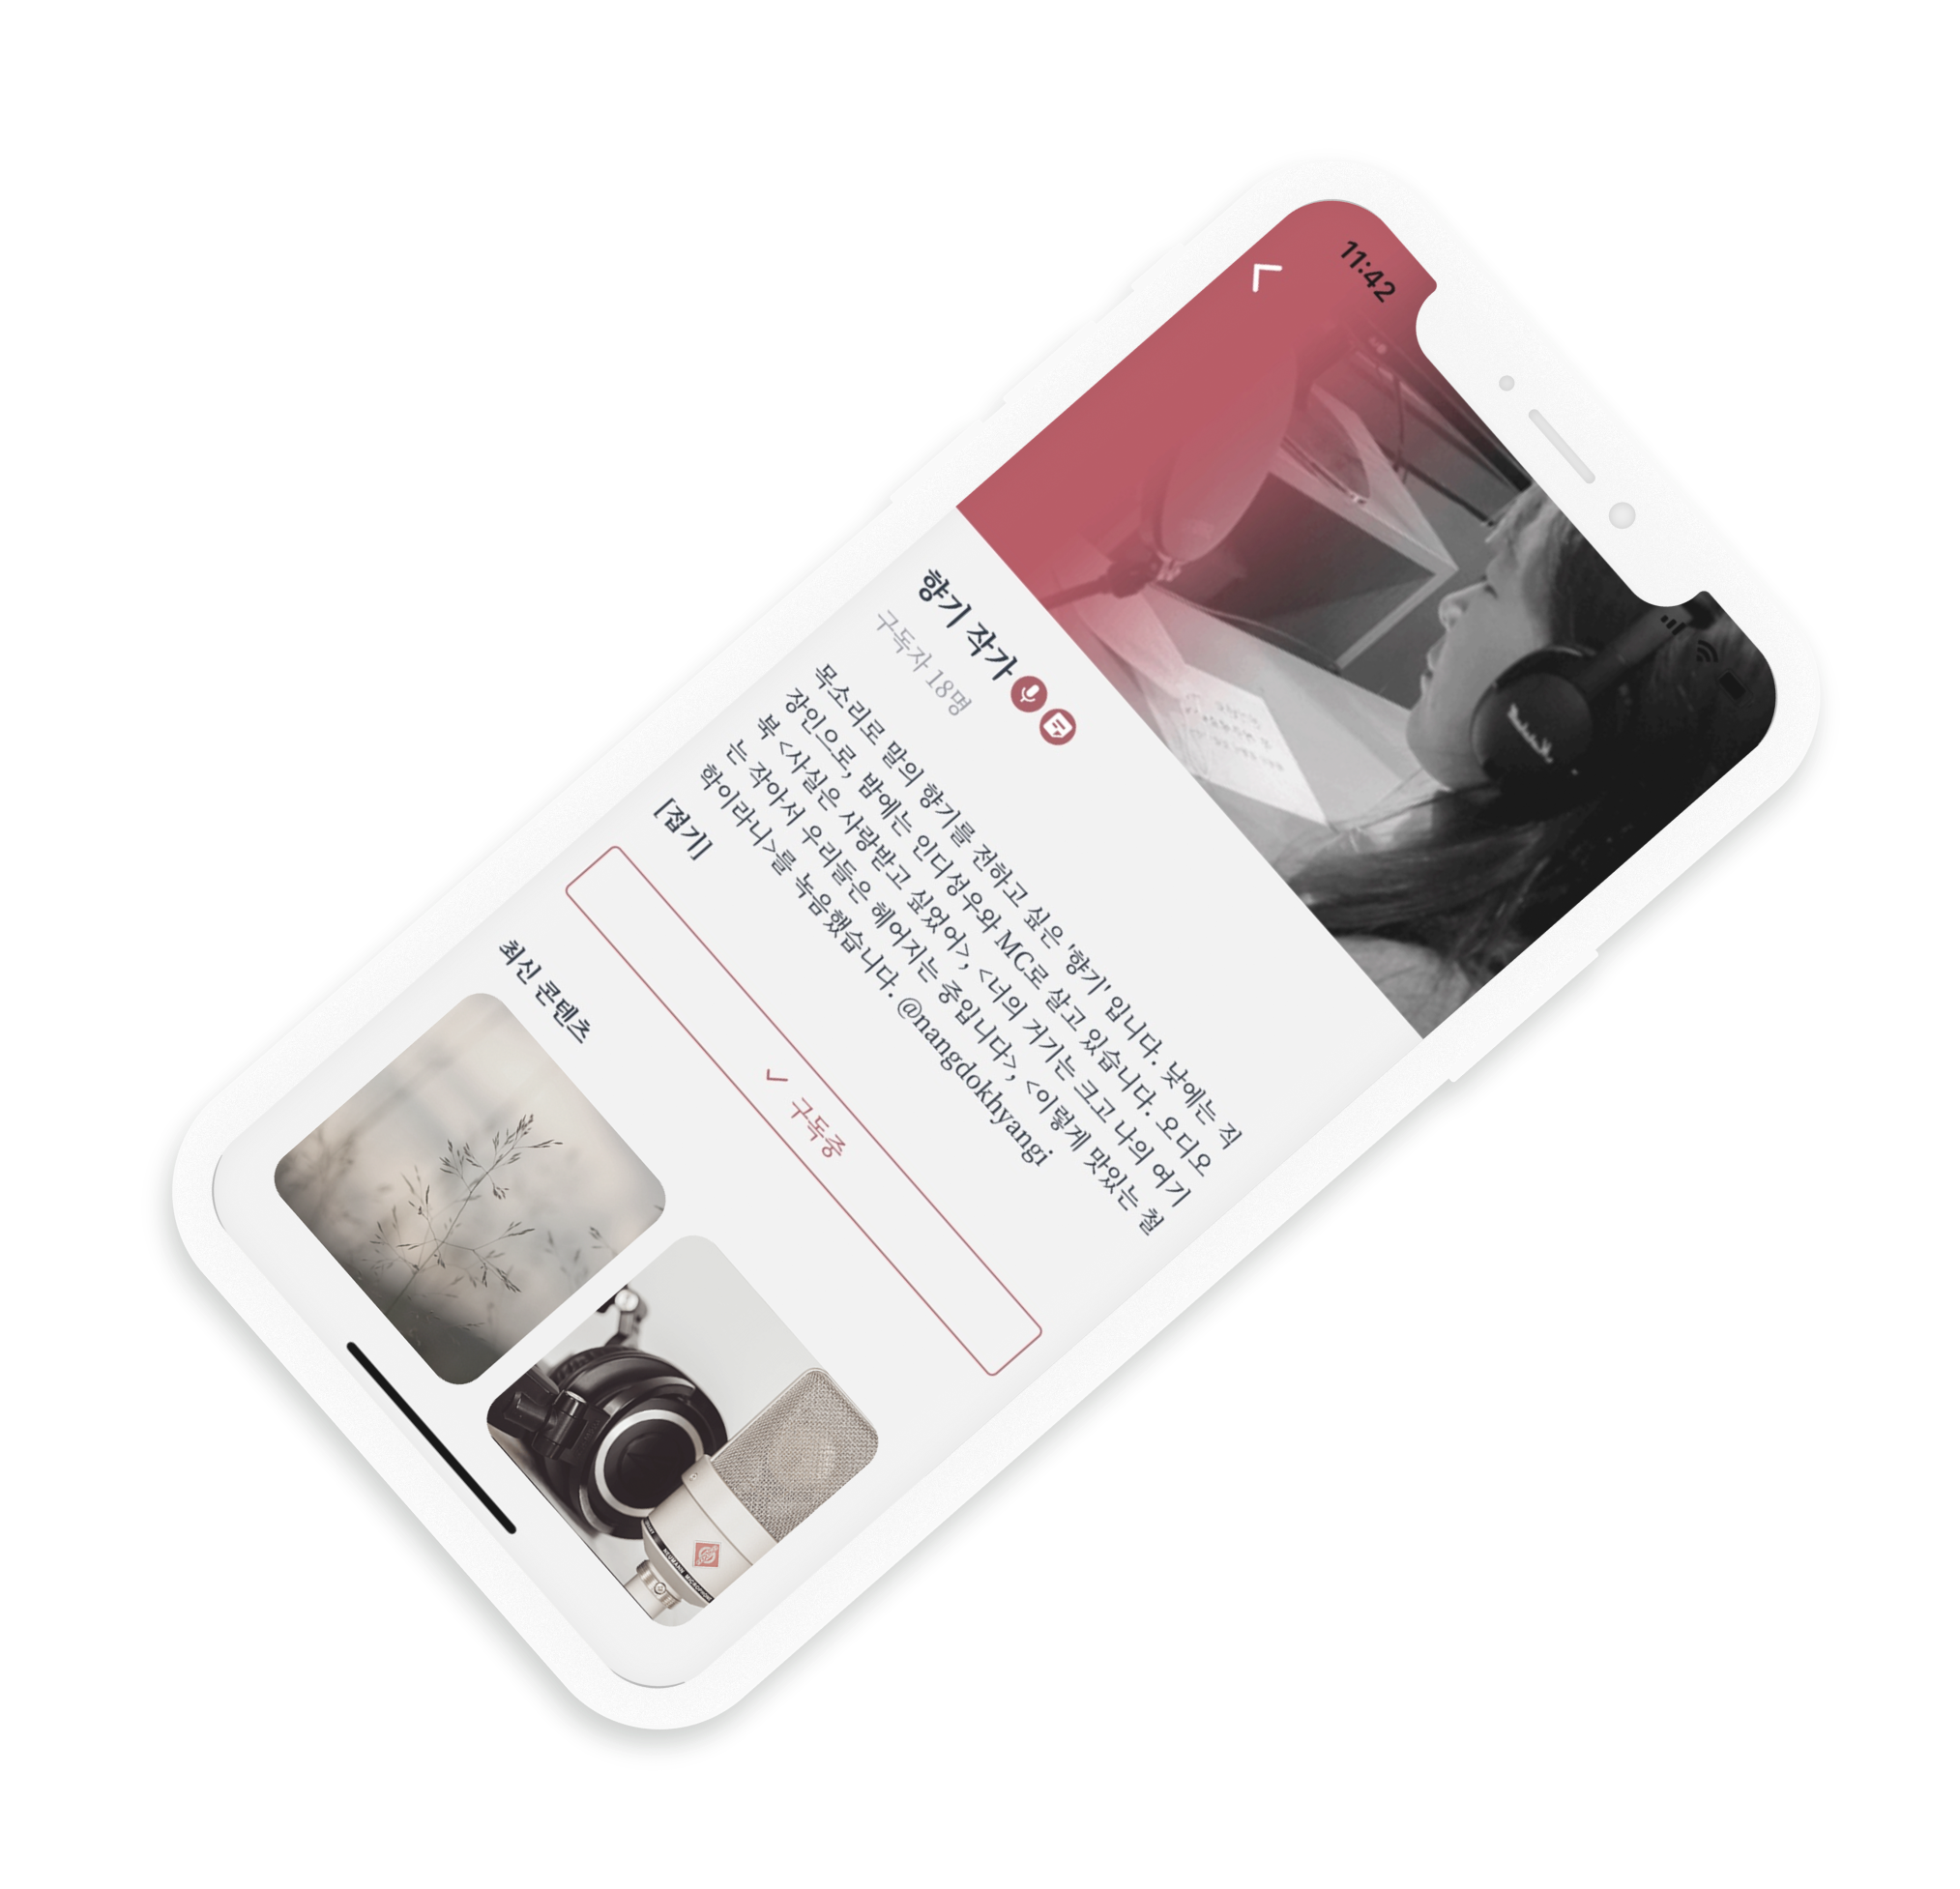 11:42
향기 작가
구독자 18명
목소리로 말의 향기를 전하고 싶은 '향기' 입니다. 낮에는 직
장인으로, 밤에는 인디성우와 MC로 살고 있습니다. 오디오
북 <사실은 사랑받고 싶었어>, <너의 거기는 크고 나의 여기
는 작아서 우리들은 헤어지는 중입니다>, <이렇게 맛있는 철
학이라니>를 녹음했습니다. @nangdokhyangi
[접기]
✓ 구독중
최신 콘텐츠